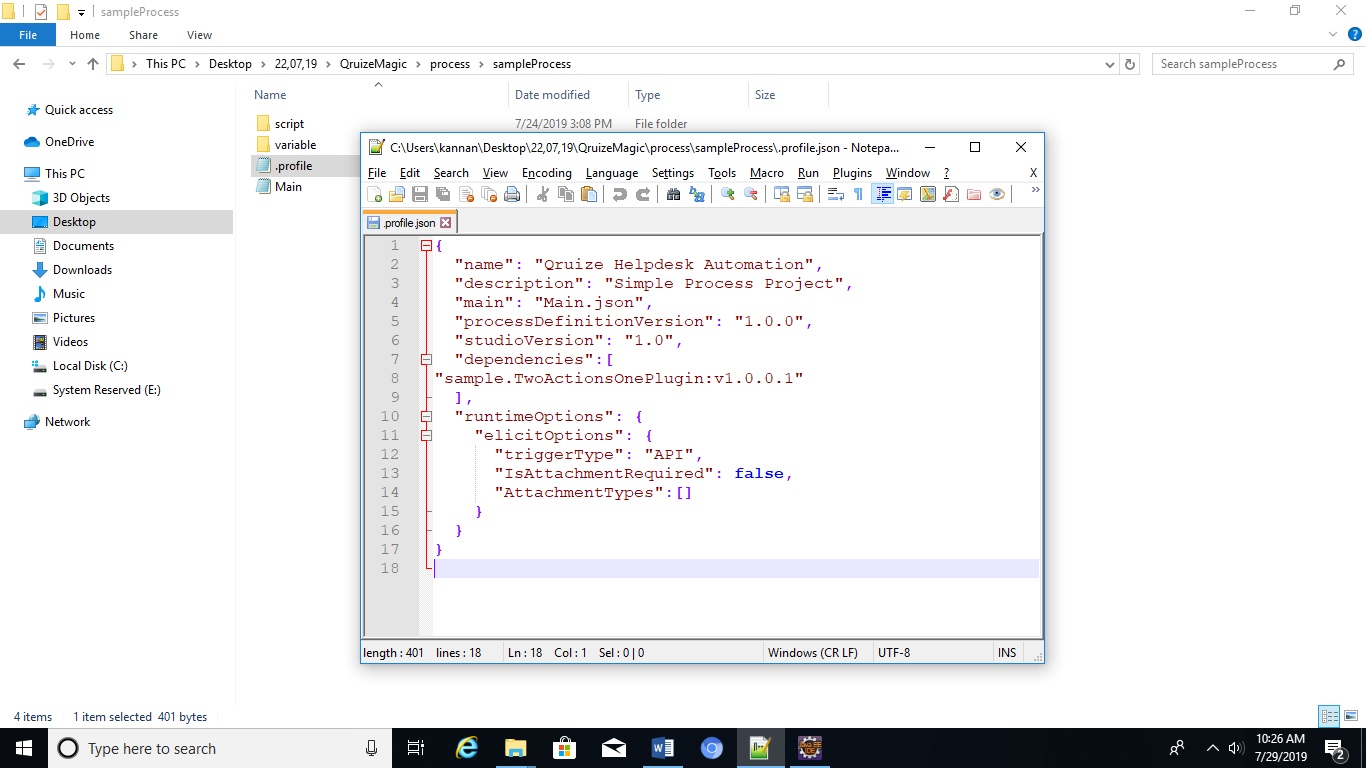 sampleProcess
File Home Share View
This PC Desktop 22,07,19 QruizeMagic process sampleProcess
Search sampleProcess
Name Date modified Type Size
Quick access
OneDrive
This PC
3D Objects
Desktop
Documents
Downloads
Music
Pictures
Videos
Local Disk (C:)
System Reserved (E:)
Network
script 7/24/2019 3:08 PM File folder
variable
.profile
Main
C:\Users\kannan\Desktop\22,07,19\QruizeMagic\process\sampleProcess\.profile.json - Notepa...
File Edit Search View Encoding Language Settings Tools Macro Run Plugins Window ? X
.profile.json
1 {
2 "name": "Qruize Helpdesk Automation",
3 "description": "Simple Process Project",
4 "main": "Main.json",
5 "processDefinitionVersion": "1.0.0",
6 "studioVersion": "1.0",
7 "dependencies":[
8 "sample.TwoActionsOnePlugin:v1.0.0.1"
9 ],
10 "runtimeOptions": {
11 "elicitOptions": {
12 "triggerType": "API",
13 "IsAttachmentRequired": false,
14 "AttachmentTypes":[]
15 }
16 }
17 }
18
length : 401 lines : 18 Ln : 18 Col : 1 Sel : 0 | 0 Windows (CR LF) UTF-8 INS
4 items 1 item selected 401 bytes
Type here to search
10:26 AM
7/29/2019
2